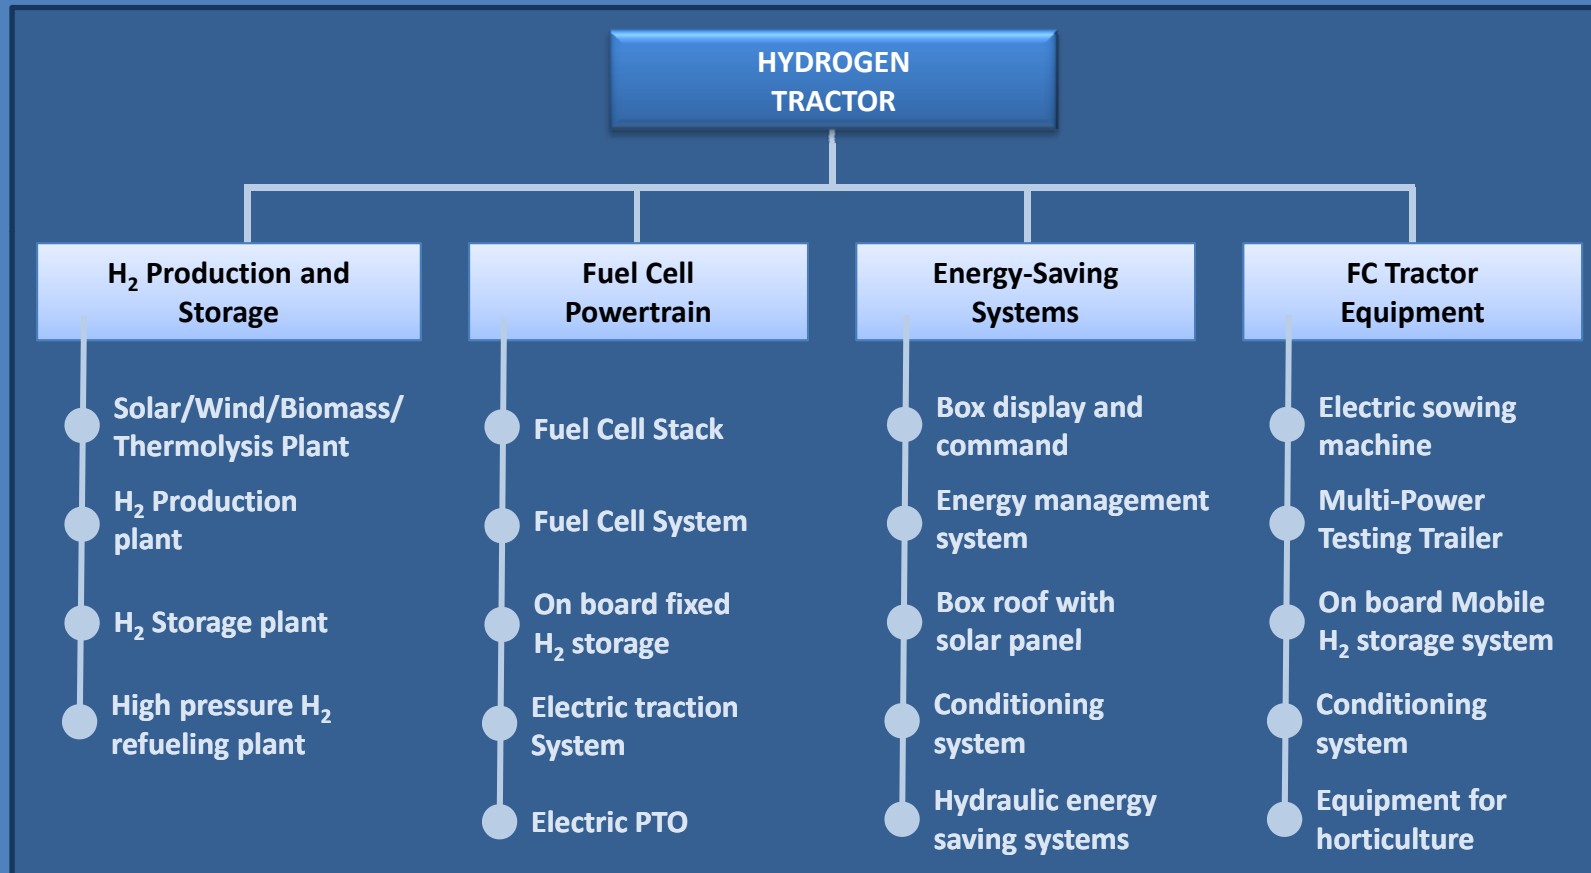 HYDROGEN
TRACTOR
H₂ Production and
Storage
Solar/Wind/Biomass/
Thermolysis Plant
H₂ Production
plant
H₂ Storage plant
High pressure H₂
refueling plant
Fuel Cell
Powertrain
Fuel Cell Stack
Fuel Cell System
On board fixed
H₂ storage
Electric traction
System
Electric PTO
Energy-Saving
Systems
Box display and
command
Energy management
system
Box roof with
solar panel
Conditioning
system
Hydraulic energy
saving systems
FC Tractor
Equipment
Electric sowing
machine
Multi-Power
Testing Trailer
On board Mobile
H₂ storage system
Conditioning
system
Equipment for
horticulture